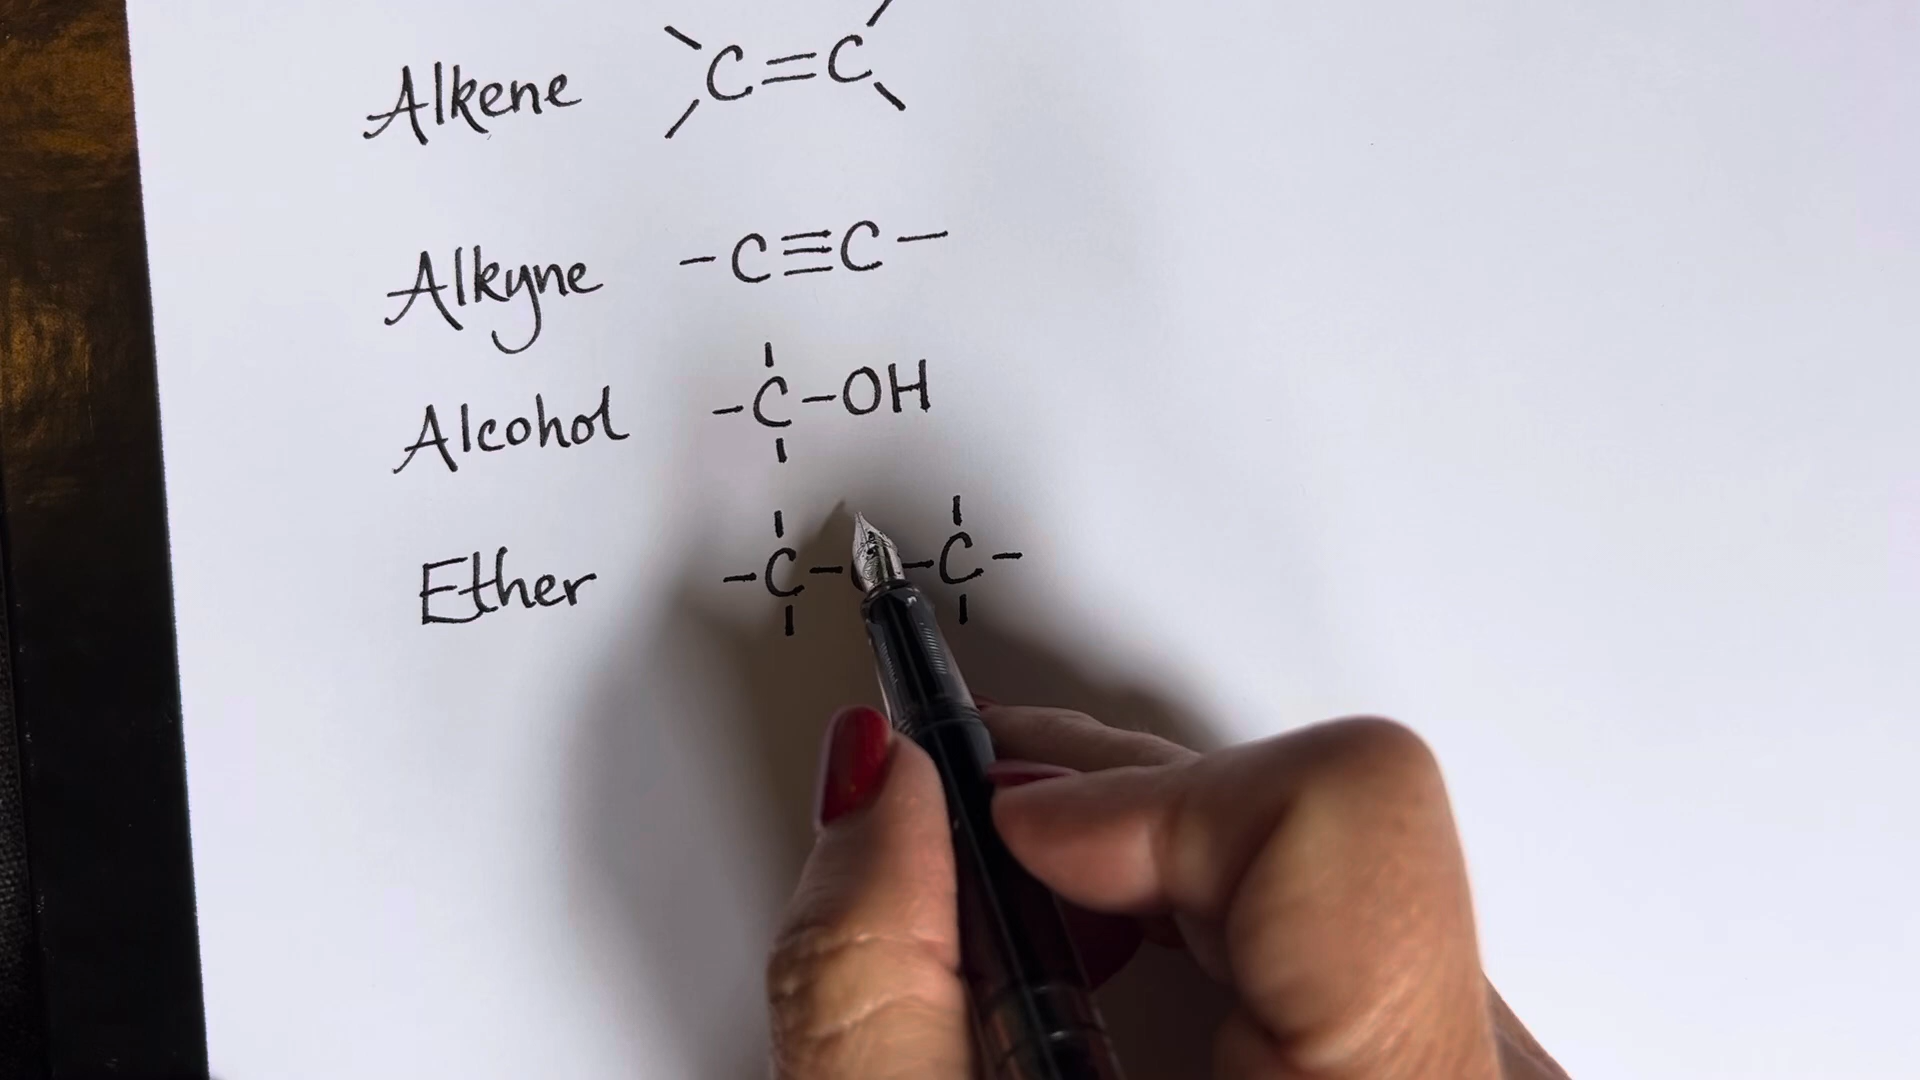 Alkene C=C
Alkyne -C≡C-
Alcohol -C-OH
Ether -C- -C-